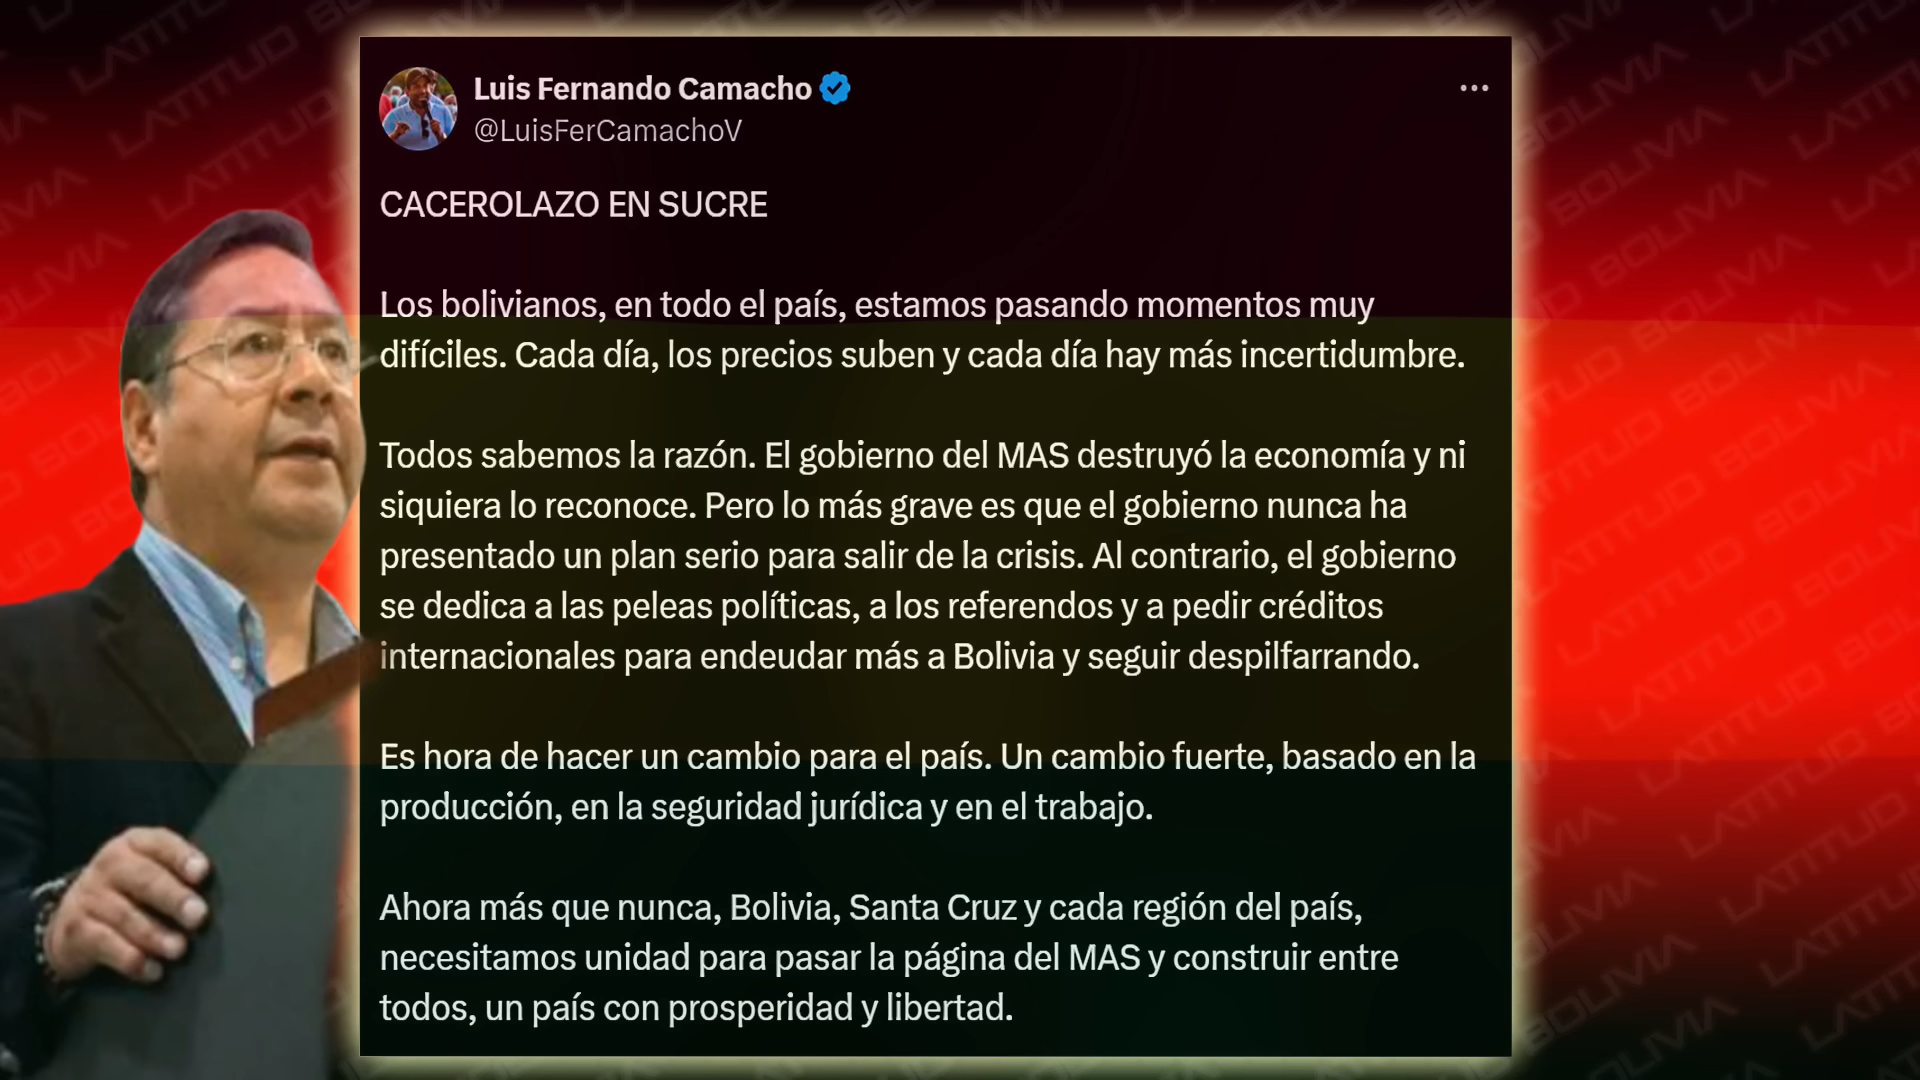 Luis Fernando Camacho
@LuisFerCamachoV
CACEROLAZO EN SUCRE
Los bolivianos, en todo el país, estamos pasando momentos muy
difíciles. Cada día, los precios suben y cada día hay más incertidumbre.
Todos sabemos la razón. El gobierno del MAS destruyó la economía y ni
siquiera lo reconoce. Pero lo más grave es que el gobierno nunca ha
presentado un plan serio para salir de la crisis. Al contrario, el gobierno
se dedica a las peleas políticas, a los referendos y a pedir créditos
internacionales para endeudar más a Bolivia y seguir despilfarrando.
Es hora de hacer un cambio para el país. Un cambio fuerte, basado en la
producción, en la seguridad jurídica y en el trabajo.
Ahora más que nunca, Bolivia, Santa Cruz y cada región del país,
necesitamos unidad para pasar la página del MAS y construir entre
todos, un país con prosperidad y libertad.
LATITUD BOLIVIA